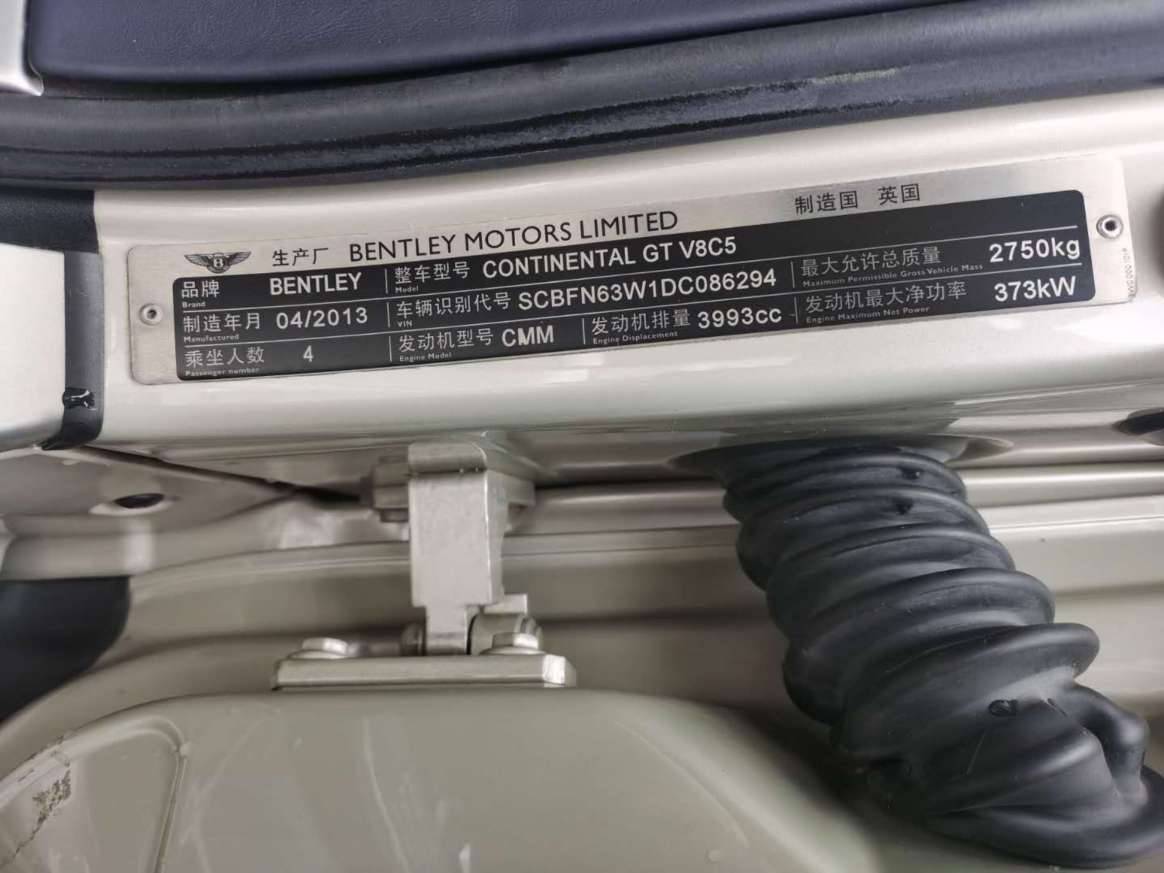 生产厂 BENTLEY MOTORS LIMITED 制造国 英国
品牌 BENTLEY 整车型号 CONTINENTAL GT V8C5 最大允许总质量 2750kg
Brand Model Maximum Permissible Gross Vehicle Mass
制造年月 04/2013 车辆识别代号 SCBFN63W1DC086294 发动机最大净功率 373kW
Manufactured VIN Engine Maximum Net Power
乘坐人数 4 发动机型号 CMM 发动机排量 3993cc
Passenger number Engine Model Engine Displacement